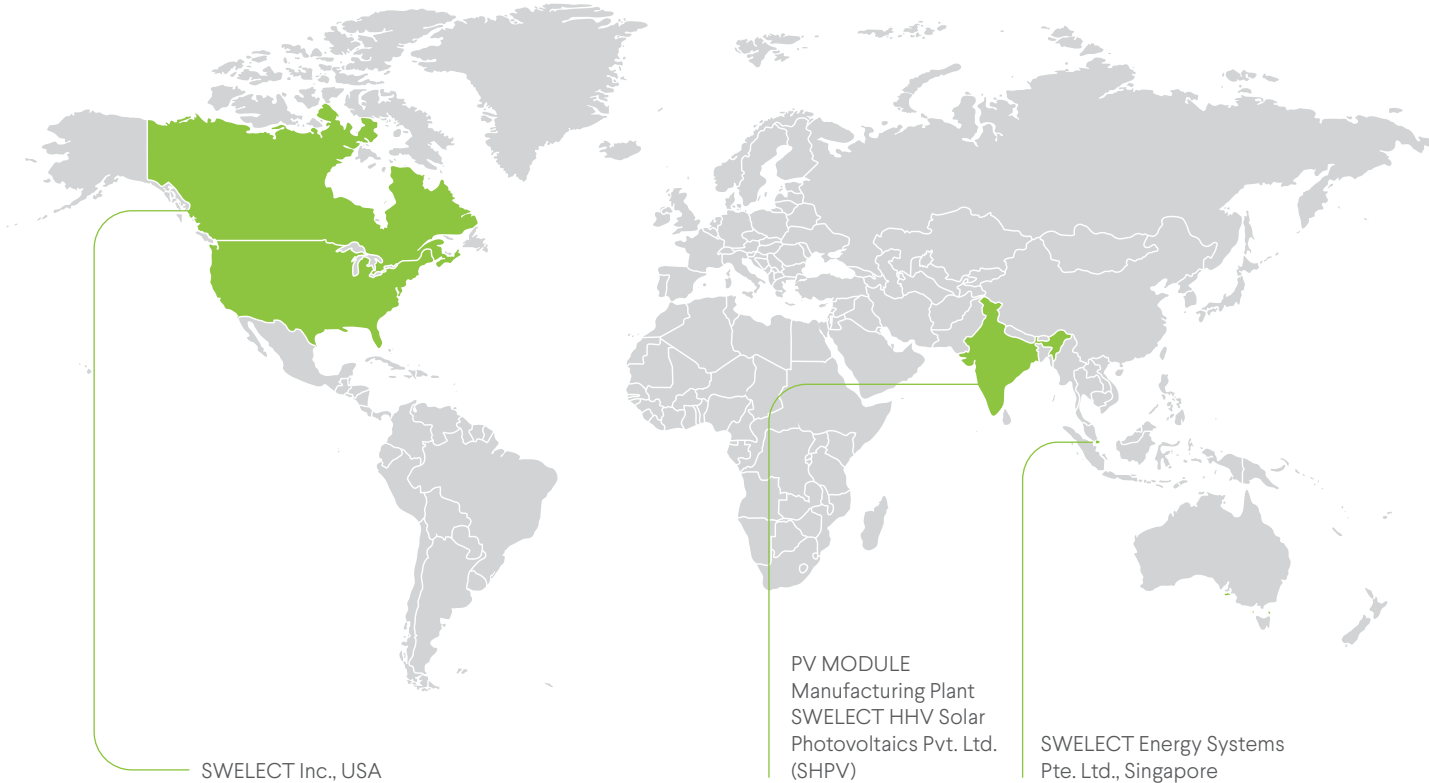 PV MODULE
Manufacturing Plant
SWELECT HHV Solar
Photovoltaics Pvt. Ltd.
(SHPV)
SWELECT Energy Systems
Pte. Ltd., Singapore
SWELECT Inc., USA